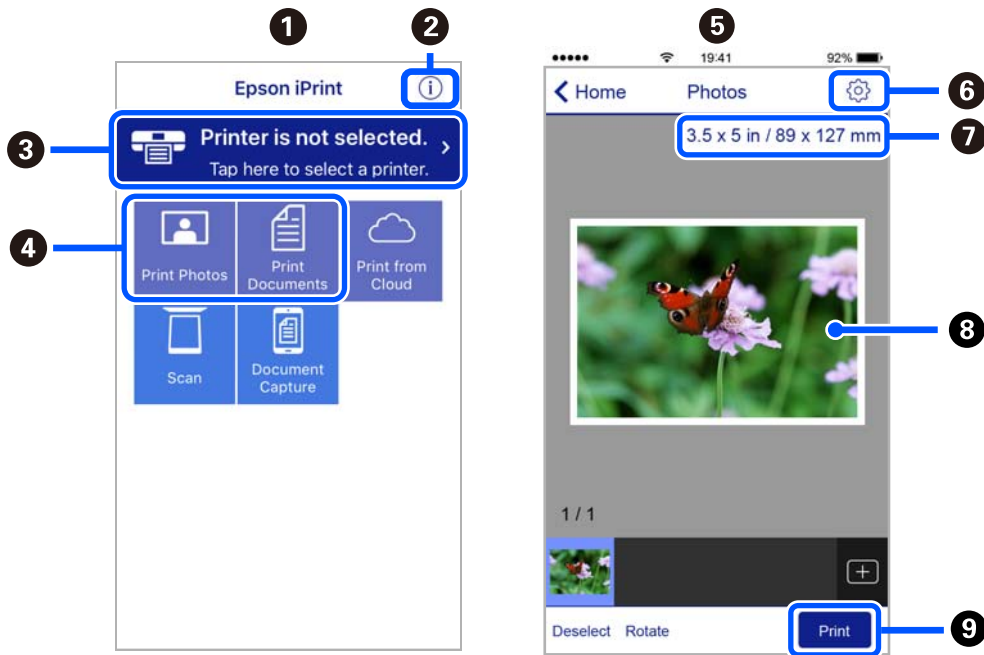 1
2
Epson iPrint
3
Printer is not selected.
Tap here to select a printer.
4
Print Photos
Print
Documents
Print from
Cloud
Scan
Document
Capture
5
19:41
92%
Home
Photos
6
3.5 x 5 in / 89 x 127 mm
7
8
1 / 1
Deselect
Rotate
Print
9